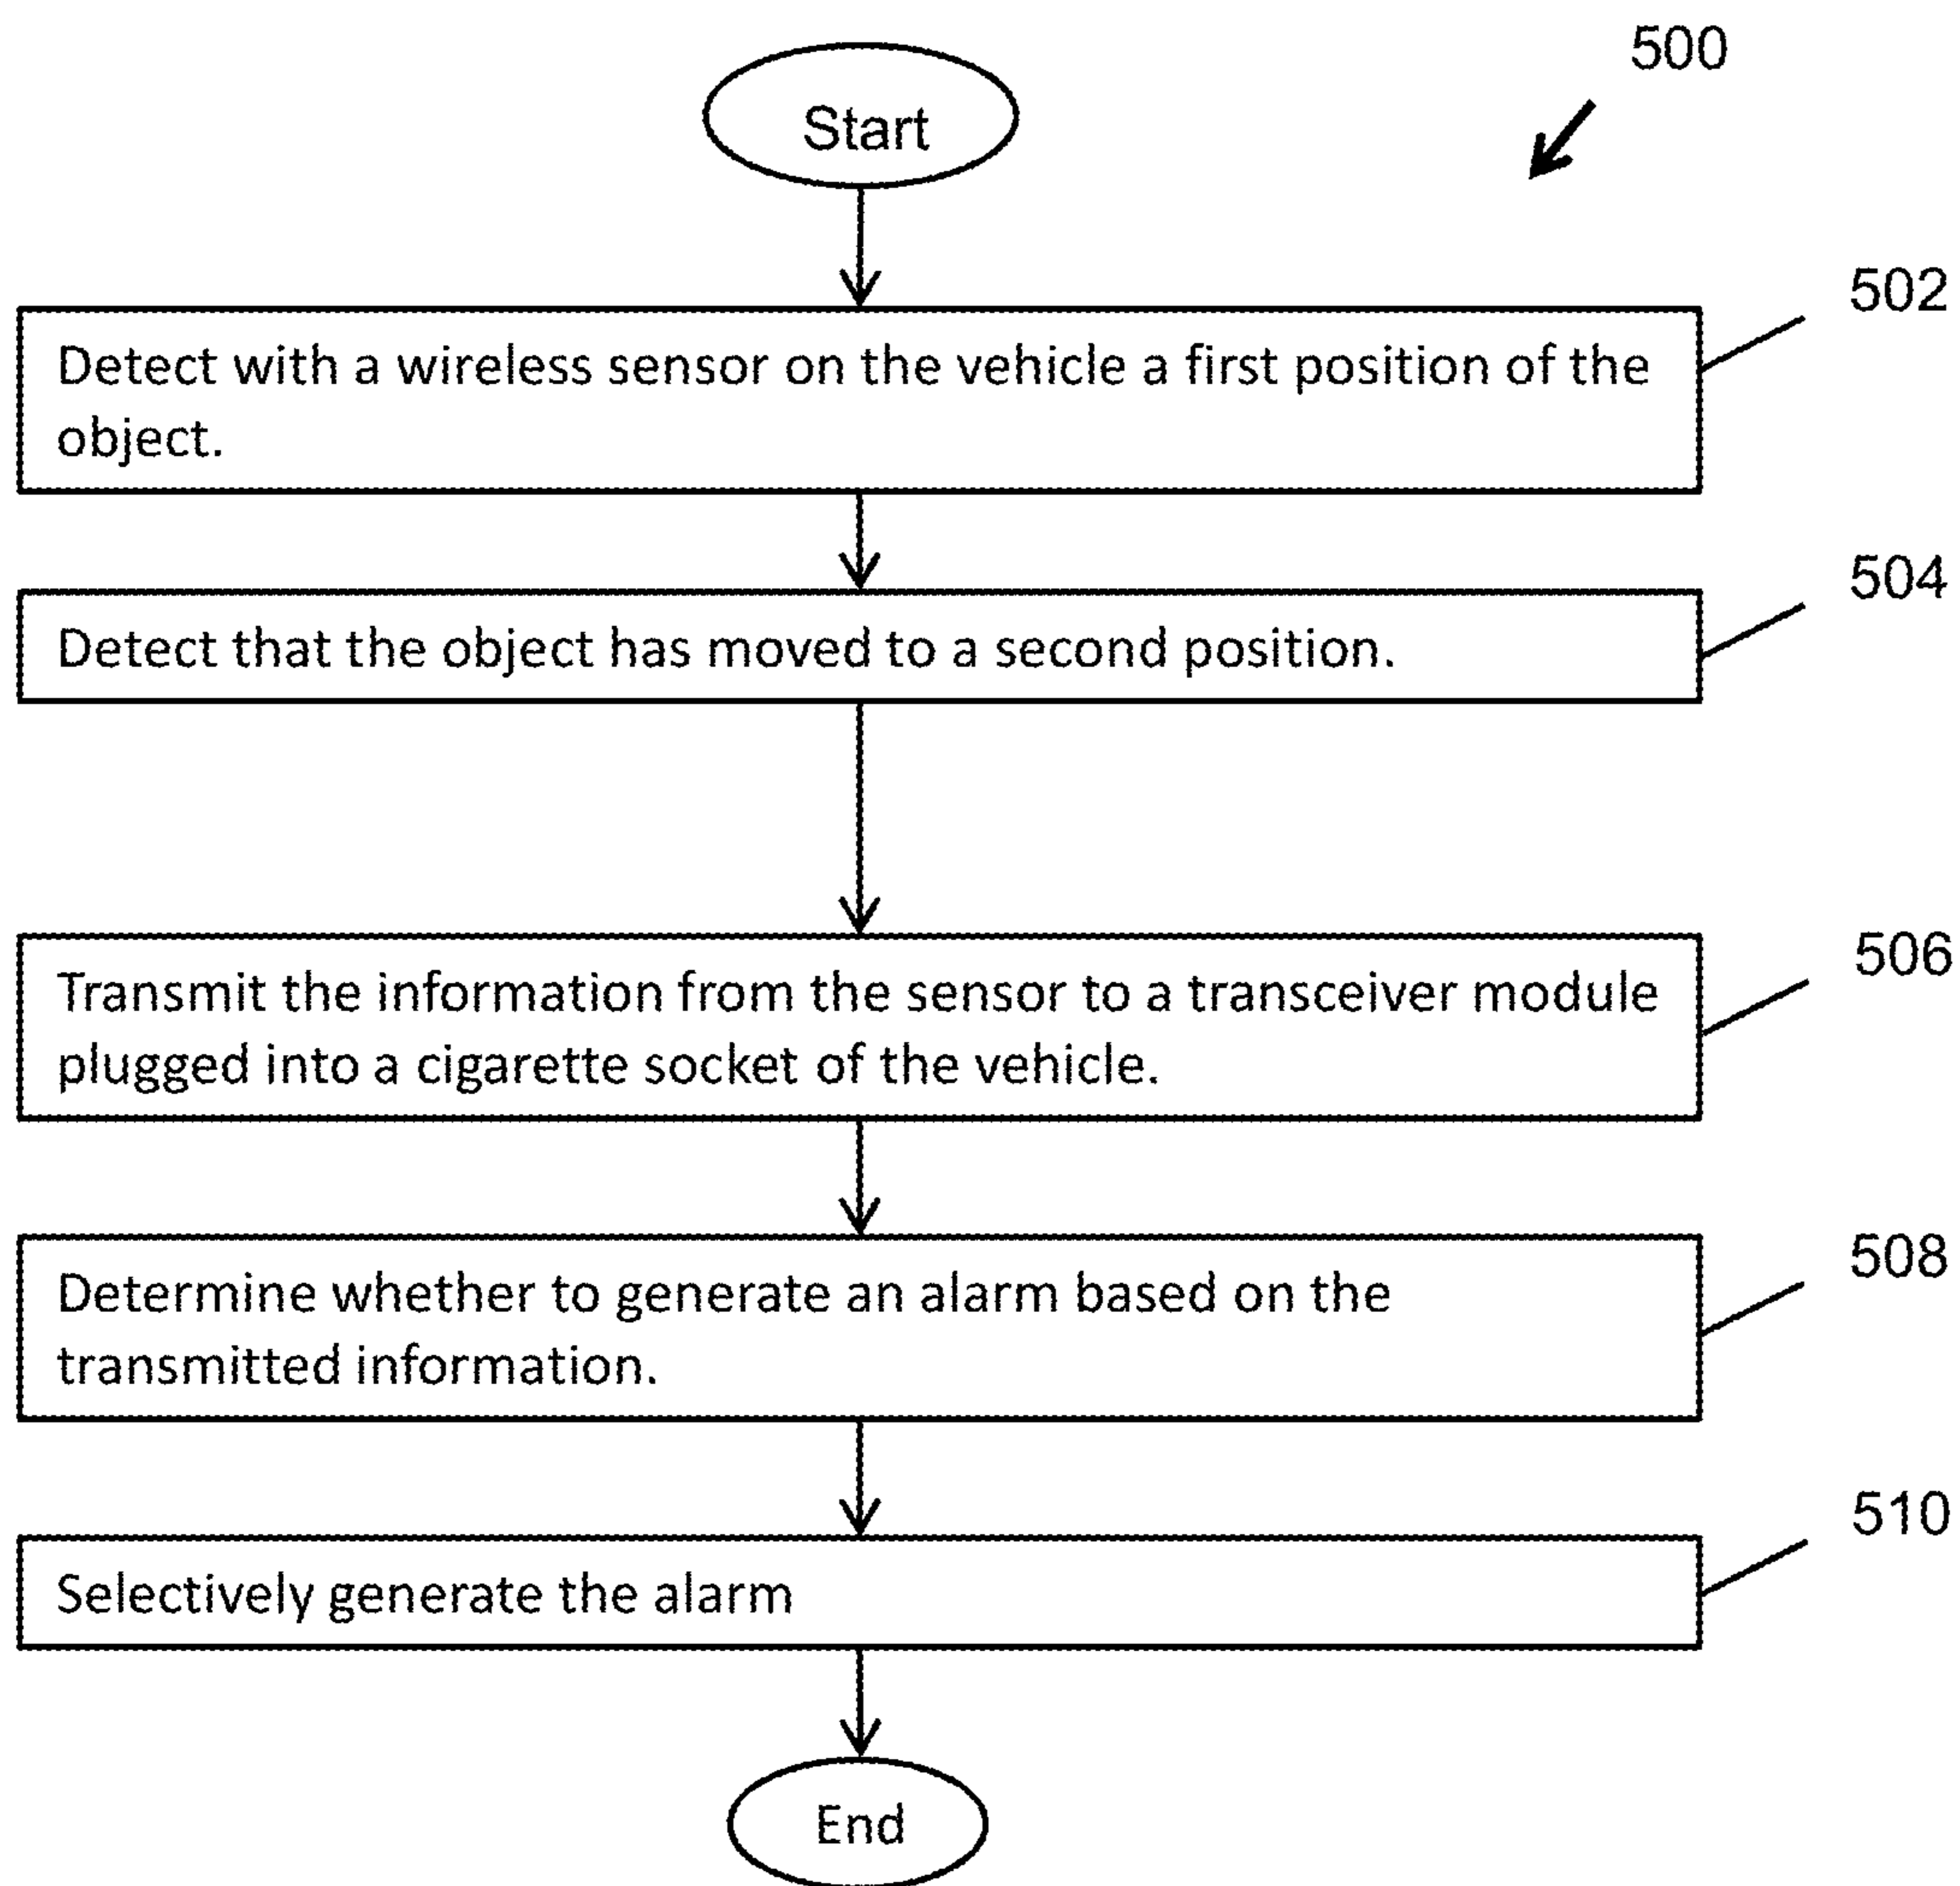 500
Start
502
Detect with a wireless sensor on the vehicle a first position of the
object.
504
Detect that the object has moved to a second position.
506
Transmit the information from the sensor to a transceiver module
plugged into a cigarette socket of the vehicle.
508
Determine whether to generate an alarm based on the
transmitted information.
510
Selectively generate the alarm
End